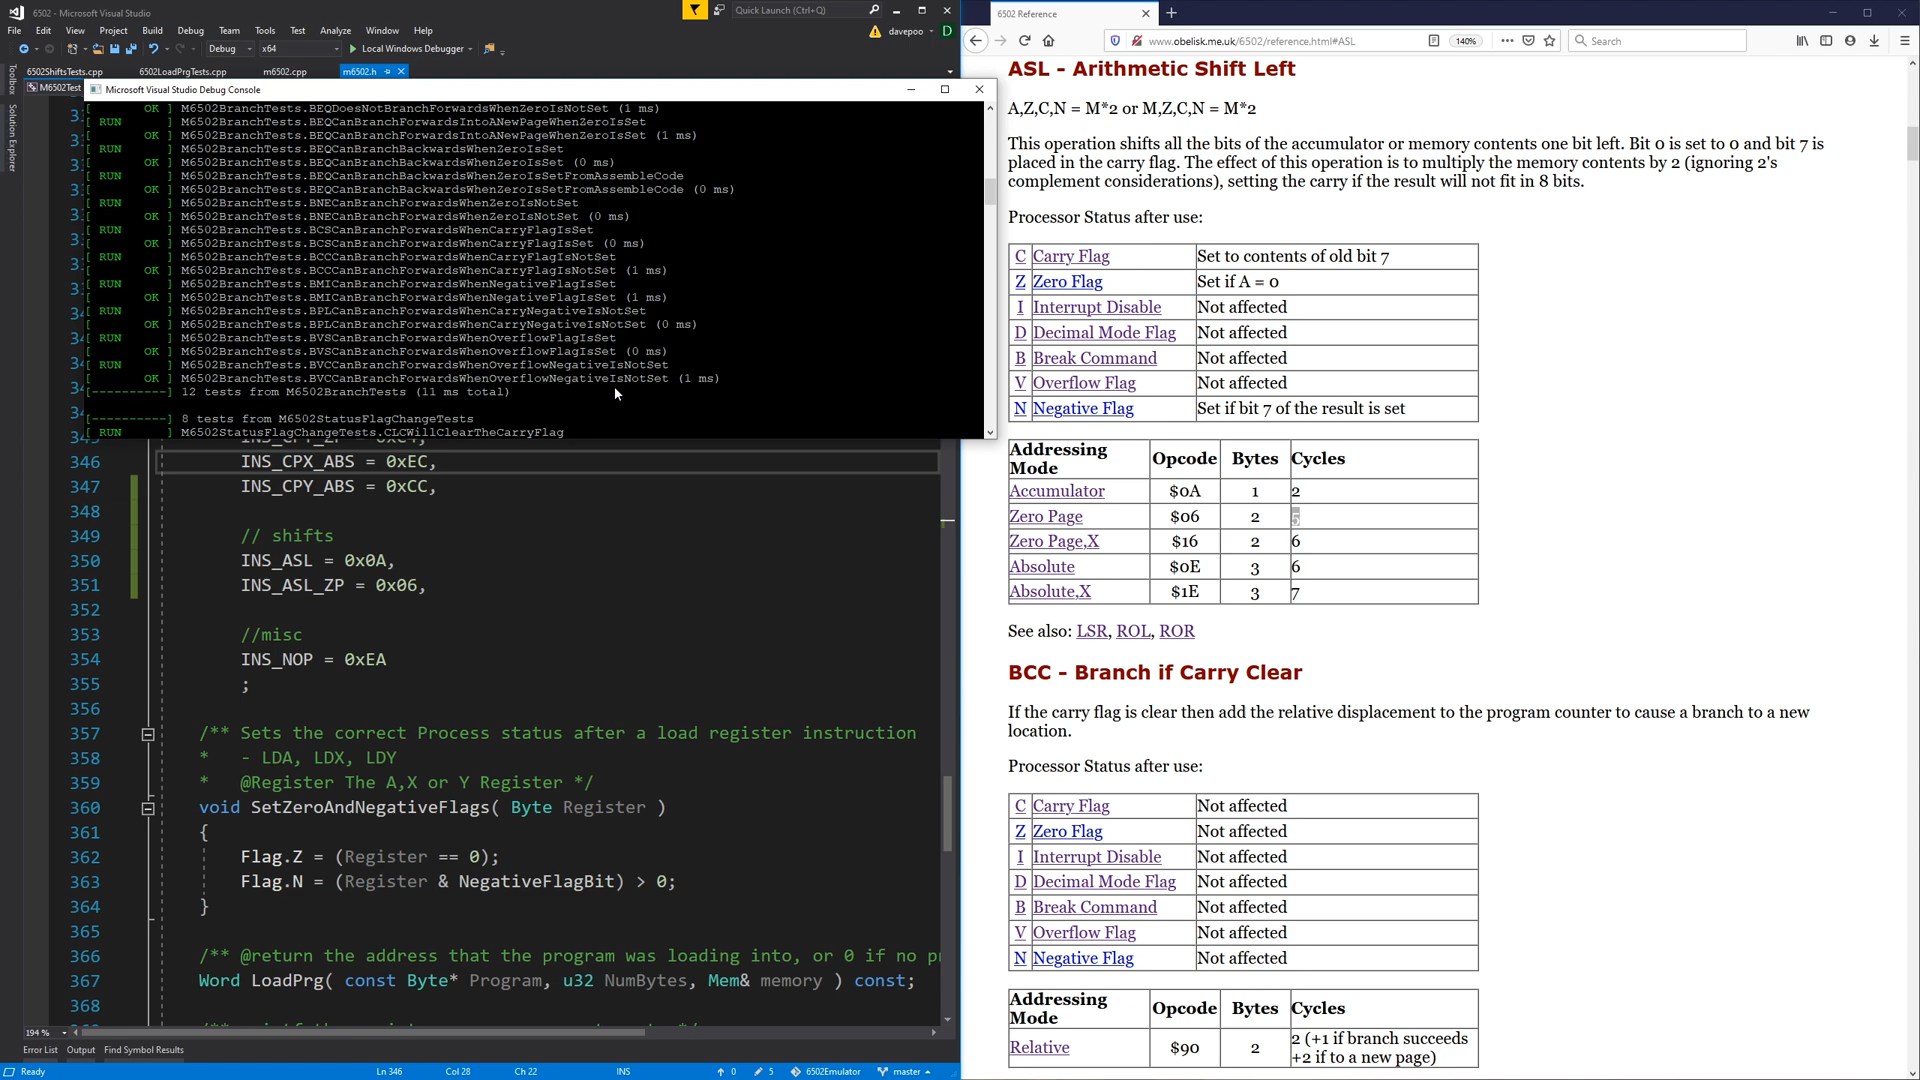 6502 - Microsoft Visual Studio
Quick Launch (Ctrl+Q)
File Edit View Project Build Debug Team Tools Test Analyze Window Help
davepoo D
Debug x64 Local Windows Debugger
6502ShiftsTests.cpp 6502LoadPrgTests.cpp m6502.cpp m6502.h
M6502Test
Toolbox
Solution Explorer
Microsoft Visual Studio Debug Console
[ OK ] M6502BranchTests.BEQDoesNotBranchForwardsWhenZeroIsNotSet (1 ms)
[ RUN ] M6502BranchTests.BEQCanBranchForwardsIntoANewPageWhenZeroIsSet
[ OK ] M6502BranchTests.BEQCanBranchForwardsIntoANewPageWhenZeroIsSet (1 ms)
[ RUN ] M6502BranchTests.BEQCanBranchBackwardsWhenZeroIsSet
[ OK ] M6502BranchTests.BEQCanBranchBackwardsWhenZeroIsSet (0 ms)
[ RUN ] M6502BranchTests.BEQCanBranchBackwardsWhenZeroIsSetFromAssembleCode
[ OK ] M6502BranchTests.BEQCanBranchBackwardsWhenZeroIsSetFromAssembleCode (0 ms)
[ RUN ] M6502BranchTests.BNECanBranchForwardsWhenZeroIsNotSet
[ OK ] M6502BranchTests.BNECanBranchForwardsWhenZeroIsNotSet (0 ms)
[ RUN ] M6502BranchTests.BCSCanBranchForwardsWhenCarryFlagIsSet
[ OK ] M6502BranchTests.BCSCanBranchForwardsWhenCarryFlagIsSet (0 ms)
[ RUN ] M6502BranchTests.BCCCanBranchForwardsWhenCarryFlagIsNotSet
[ OK ] M6502BranchTests.BCCCanBranchForwardsWhenCarryFlagIsNotSet (1 ms)
[ RUN ] M6502BranchTests.BMICanBranchForwardsWhenNegativeFlagIsSet
[ OK ] M6502BranchTests.BMICanBranchForwardsWhenNegativeFlagIsSet (1 ms)
[ RUN ] M6502BranchTests.BPLCanBranchForwardsWhenCarryNegativeIsNotSet
[ OK ] M6502BranchTests.BPLCanBranchForwardsWhenCarryNegativeIsNotSet (0 ms)
[ RUN ] M6502BranchTests.BVSCanBranchForwardsWhenOverflowFlagIsSet
[ OK ] M6502BranchTests.BVSCanBranchForwardsWhenOverflowFlagIsSet (0 ms)
[ RUN ] M6502BranchTests.BVCCanBranchForwardsWhenOverflowNegativeIsNotSet
[ OK ] M6502BranchTests.BVCCanBranchForwardsWhenOverflowNegativeIsNotSet (1 ms)
[----------] 12 tests from M6502BranchTests (11 ms total)
[----------] 8 tests from M6502StatusFlagChangeTests
[ RUN ] M6502StatusFlagChangeTests.CLCWillClearTheCarryFlag
346 INS_CPX_ABS = 0xEC,
347 INS_CPY_ABS = 0xCC,
348
349 // shifts
350 INS_ASL = 0x0A,
351 INS_ASL_ZP = 0x06,
352
353 //misc
354 INS_NOP = 0xEA
355 ;
356
357 /** Sets the correct Process status after a load register instruction
358 * - LDA, LDX, LDY
359 * @Register The A,X or Y Register */
360 void SetZeroAndNegativeFlags( Byte Register )
361 {
362 Flag.Z = (Register == 0);
363 Flag.N = (Register & NegativeFlagBit) > 0;
364 }
365
366 /** @return the address that the program was loading into, or 0 if no p
367 Word LoadPrg( const Byte* Program, u32 NumBytes, Mem& memory ) const;
368
194 %
Error List Output Find Symbol Results
Ready Ln 346 Col 28 Ch 22 INS 0 5 6502Emulator master
6502 Reference
www.obelisk.me.uk/6502/reference.html#ASL 140% Search
ASL - Arithmetic Shift Left
A,Z,C,N = M*2 or M,Z,C,N = M*2
This operation shifts all the bits of the accumulator or memory contents one bit left. Bit 0 is set to 0 and bit 7 is
placed in the carry flag. The effect of this operation is to multiply the memory contents by 2 (ignoring 2's
complement considerations), setting the carry if the result will not fit in 8 bits.
Processor Status after use:
C Carry Flag Set to contents of old bit 7
Z Zero Flag Set if A = 0
I Interrupt Disable Not affected
D Decimal Mode Flag Not affected
B Break Command Not affected
V Overflow Flag Not affected
N Negative Flag Set if bit 7 of the result is set
Addressing Mode Opcode Bytes Cycles
Accumulator $0A 1 2
Zero Page $06 2 5
Zero Page,X $16 2 6
Absolute $0E 3 6
Absolute,X $1E 3 7
See also: LSR, ROL, ROR
BCC - Branch if Carry Clear
If the carry flag is clear then add the relative displacement to the program counter to cause a branch to a new
location.
Processor Status after use:
C Carry Flag Not affected
Z Zero Flag Not affected
I Interrupt Disable Not affected
D Decimal Mode Flag Not affected
B Break Command Not affected
V Overflow Flag Not affected
N Negative Flag Not affected
Addressing Mode Opcode Bytes Cycles
Relative $90 2 2 (+1 if branch succeeds
+2 if to a new page)